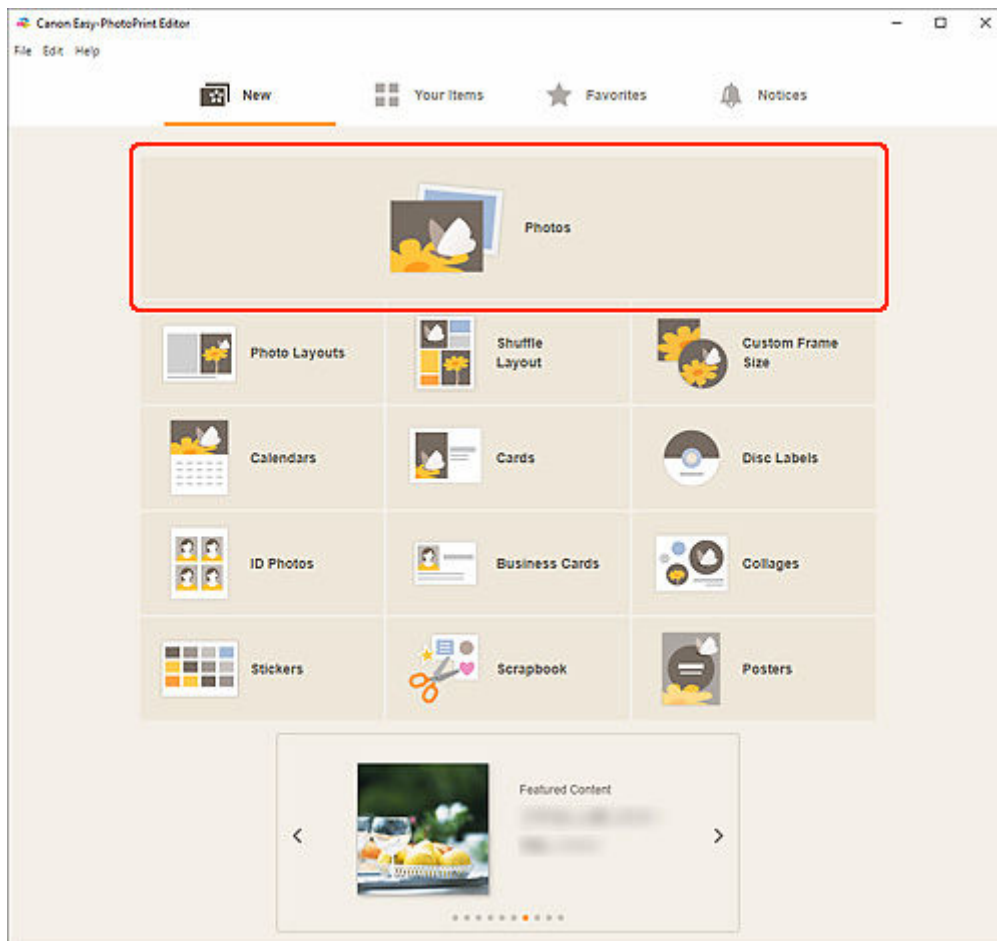 Canon Easy-PhotoPrint Editor
File Edit Help
New
Your Items
Favorites
Notices
Photos
Photo Layouts
Shuffle
Layout
Custom Frame
Size
Calendars
Cards
Disc Labels
ID Photos
Business Cards
Collages
Stickers
Scrapbook
Posters
Featured Content